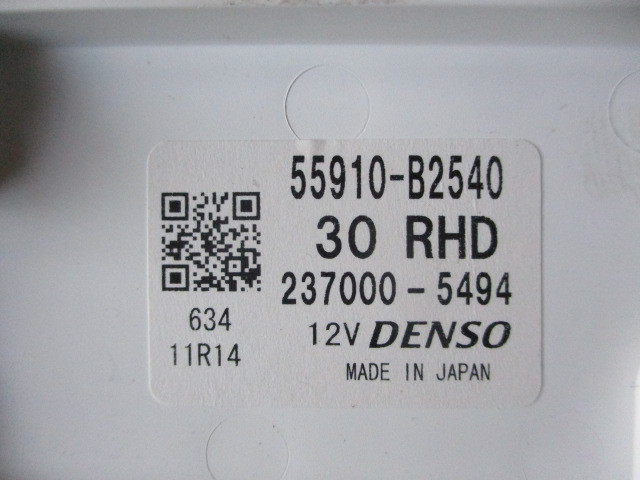 55910-B2540
30 RHD
237000-5494
634
12V DENSO
11R14
MADE IN JAPAN